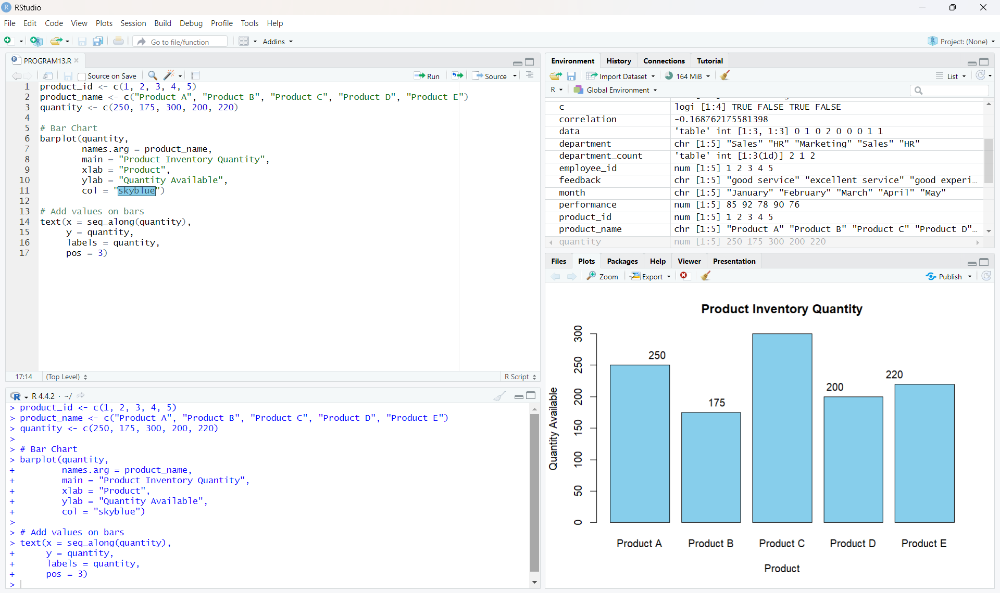 RStudio
File Edit Code View Plots Session Build Debug Profile Tools Help
Go to file/function Addins Project: (None)
PROGRAM13.R
Source on Save Run Source
1 product_id <- c(1, 2, 3, 4, 5)
2 product_name <- c("Product A", "Product B", "Product C", "Product D", "Product E")
3 quantity <- c(250, 175, 300, 200, 220)
4
5 # Bar Chart
6 barplot(quantity,
7 names.arg = product_name,
8 main = "Product Inventory Quantity",
9 xlab = "Product",
10 ylab = "Quantity Available",
11 col = "skyblue")
12
13 # Add values on bars
14 text(x = seq_along(quantity),
15 y = quantity,
16 labels = quantity,
17 pos = 3)
17:14 (Top Level) R Script
R 4.4.2 · ~/
> product_id <- c(1, 2, 3, 4, 5)
> product_name <- c("Product A", "Product B", "Product C", "Product D", "Product E")
> quantity <- c(250, 175, 300, 200, 220)
>
> # Bar Chart
> barplot(quantity,
+ names.arg = product_name,
+ main = "Product Inventory Quantity",
+ xlab = "Product",
+ ylab = "Quantity Available",
+ col = "skyblue")
>
> # Add values on bars
> text(x = seq_along(quantity),
+ y = quantity,
+ labels = quantity,
+ pos = 3)
>
Environment History Connections Tutorial
Import Dataset 164 MiB List
R Global Environment
c logi [1:4] TRUE FALSE TRUE FALSE
correlation -0.168762175581398
data 'table' int [1:3, 1:3] 0 1 0 2 0 0 0 1 1
department chr [1:5] "Sales" "HR" "Marketing" "Sales" "HR"
department_count 'table' int [1:3(1d)] 2 1 2
employee_id num [1:5] 1 2 3 4 5
feedback chr [1:5] "good service" "excellent service" "good experi…
month chr [1:5] "January" "February" "March" "April" "May"
performance num [1:5] 85 92 78 90 76
product_id num [1:5] 1 2 3 4 5
product_name chr [1:5] "Product A" "Product B" "Product C" "Product D"…
quantity num [1:5] 250 175 300 200 220
Files Plots Packages Help Viewer Presentation
Zoom Export Publish
Product Inventory Quantity
Quantity Available
300
250
200
150
100
50
0
250
175
200
220
Product A Product B Product C Product D Product E
Product